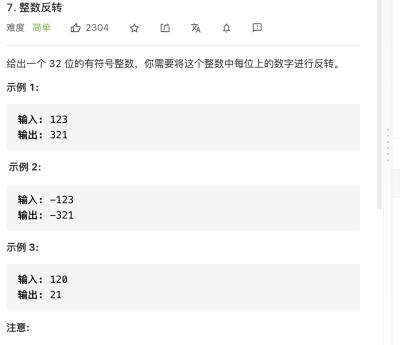 7. 整数反转
难度 简单 2304
给出一个 32 位的有符号整数，你需要将这个整数中每位上的数字进行反转。
示例 1:
输入: 123
输出: 321
示例 2:
输入: -123
输出: -321
示例 3:
输入: 120
输出: 21
注意: